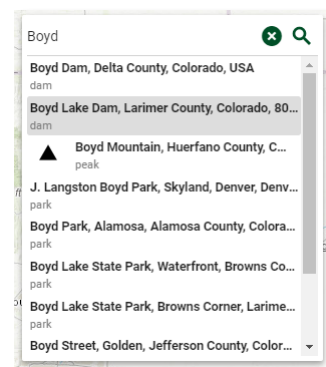 Boyd
Boyd Dam, Delta County, Colorado, USA
dam
Boyd Lake Dam, Larimer County, Colorado, 80...
dam
Boyd Mountain, Huerfano County, C...
peak
J. Langston Boyd Park, Skyland, Denver, Denv...
park
Boyd Park, Alamosa, Alamosa County, Colora...
park
Boyd Lake State Park, Waterfront, Browns Co...
park
Boyd Lake State Park, Browns Corner, Larime...
park
Boyd Street, Golden, Jefferson County, Color...